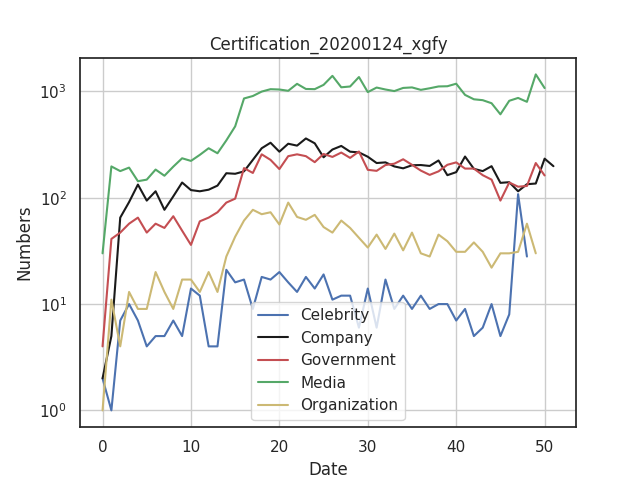 Certification_20200124_xgfy
Numbers
10³
10²
10¹
10⁰
Celebrity
Company
Government
Media
Organization
0 10 20 30 40 50
Date